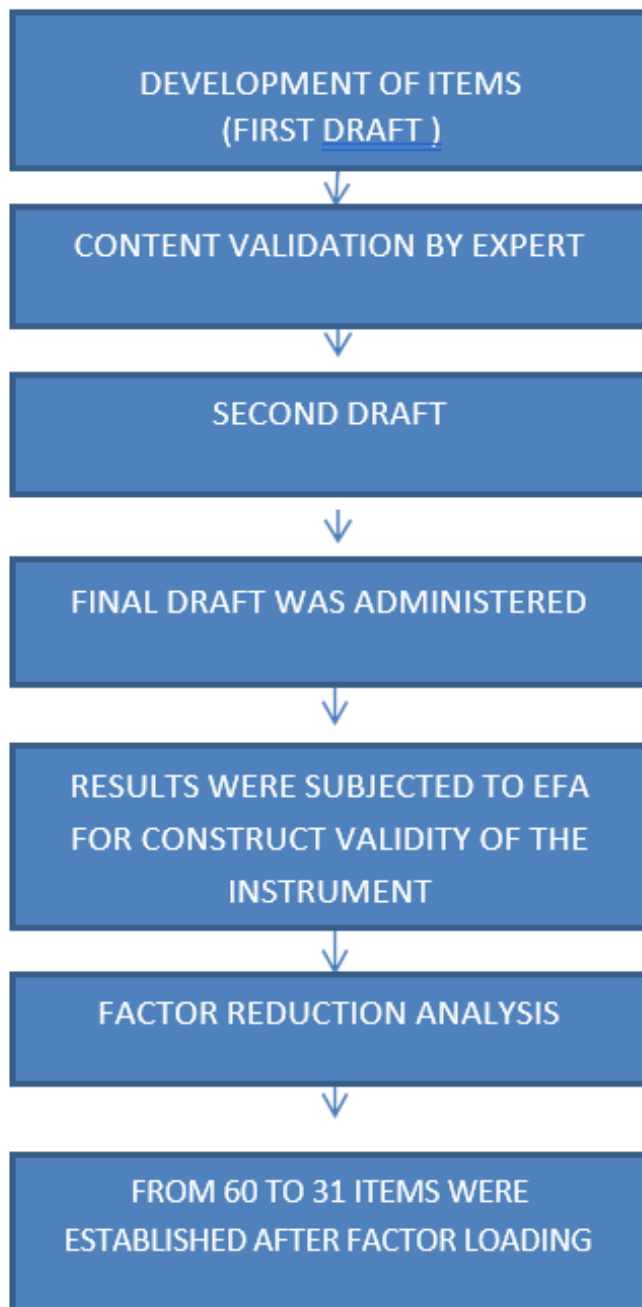 DEVELOPMENT OF ITEMS
(FIRST DRAFT )
CONTENT VALIDATION BY EXPERT
SECOND DRAFT
FINAL DRAFT WAS ADMINISTERED
RESULTS WERE SUBJECTED TO EFA
FOR CONSTRUCT VALIDITY OF THE
INSTRUMENT
FACTOR REDUCTION ANALYSIS
FROM 60 TO 31 ITEMS WERE
ESTABLISHED AFTER FACTOR LOADING